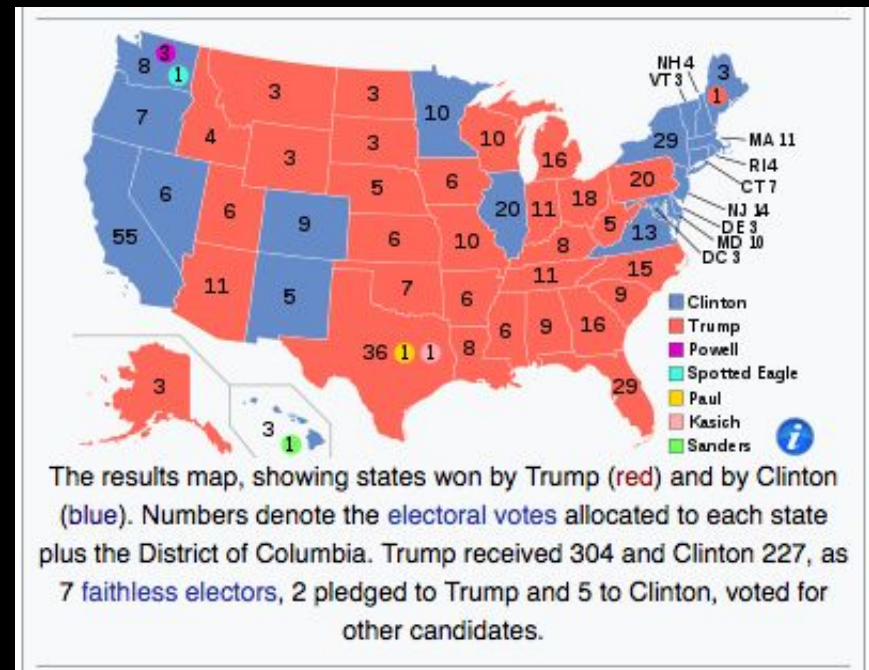 8 3
1
7
55
6
4
3
3
3
3
5
6
6
9
11
5
7
36 1 1
10
6
10
6
8
10
20
16
11
18
8
11
6
9
16
5
20
13
15
9
29
29
3
1
NH 4
VT 3
MA 11
RI 4
CT 7
NJ 14
DE 3
MD 10
DC 3
3
3
1
Clinton
Trump
Powell
Spotted Eagle
Paul
Kasich
Sanders
i
The results map, showing states won by Trump (red) and by Clinton
(blue). Numbers denote the electoral votes allocated to each state
plus the District of Columbia. Trump received 304 and Clinton 227, as
7 faithless electors, 2 pledged to Trump and 5 to Clinton, voted for
other candidates.